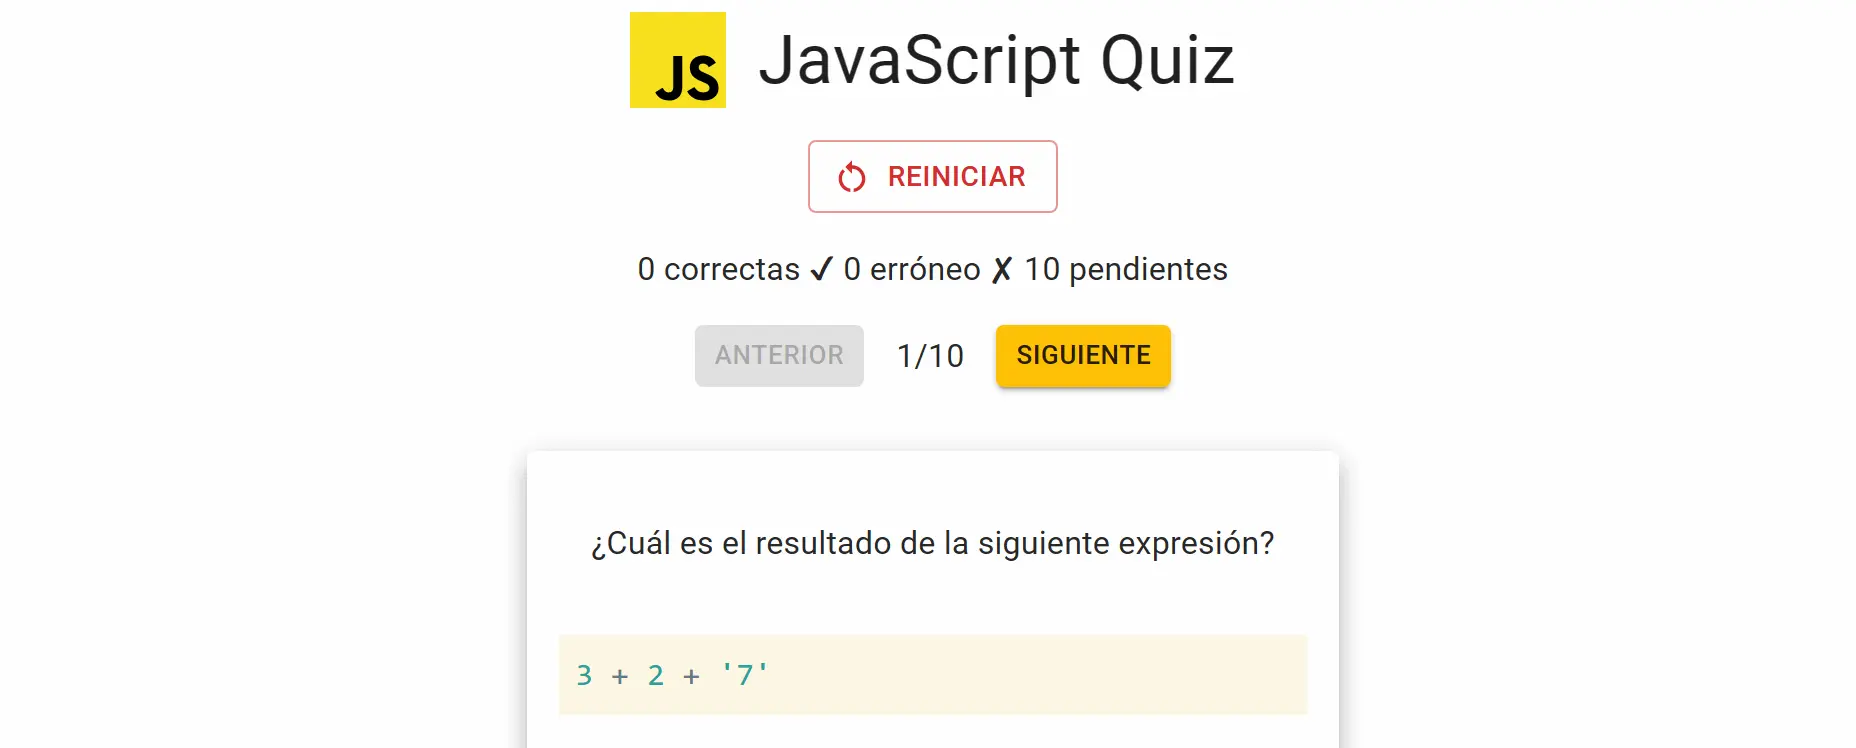 JS JavaScript Quiz
REINICIAR
0 correctas ✓ 0 erróneo ✗ 10 pendientes
ANTERIOR 1/10 SIGUIENTE
¿Cuál es el resultado de la siguiente expresión?
3 + 2 + '7'